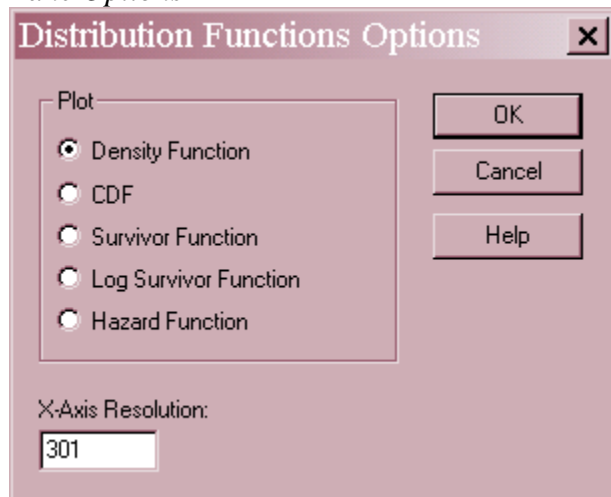 Distribution Functions Options
Plot
Density Function
OK
CDF
Cancel
Survivor Function
Help
Log Survivor Function
Hazard Function
X-Axis Resolution:
301